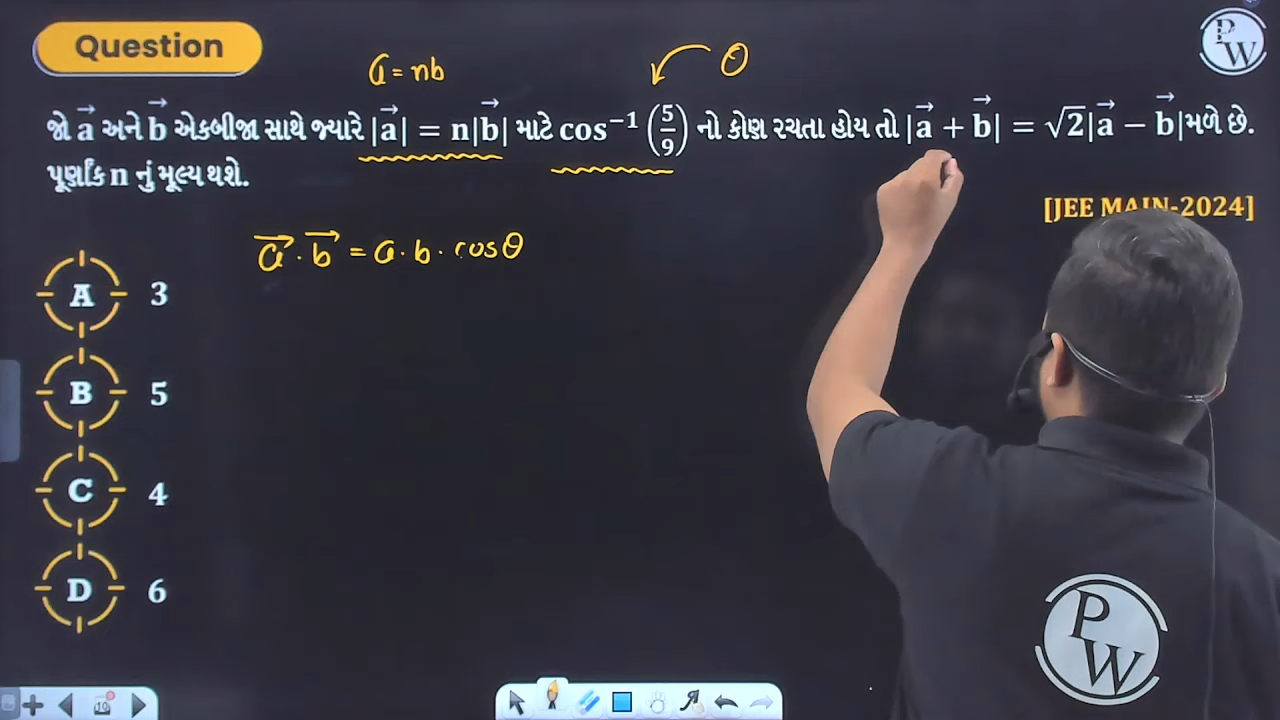 Question
a = nb
θ
જો a⃗ અને b⃗ એકબીજા સાથે જ્યારે |a⃗| = n|b⃗| માટે cos⁻¹(5/9) નો કોણ રચતા હોય તો |a⃗ + b⃗| = √2|a⃗ − b⃗| મળે છે.
પૂર્ણાંક n નું મૂલ્ય થશે.
[JEE MAIN-2024]
a⃗ · b⃗ = a · b · cosθ
A 3
B 5
C 4
D 6
P
W
P
W